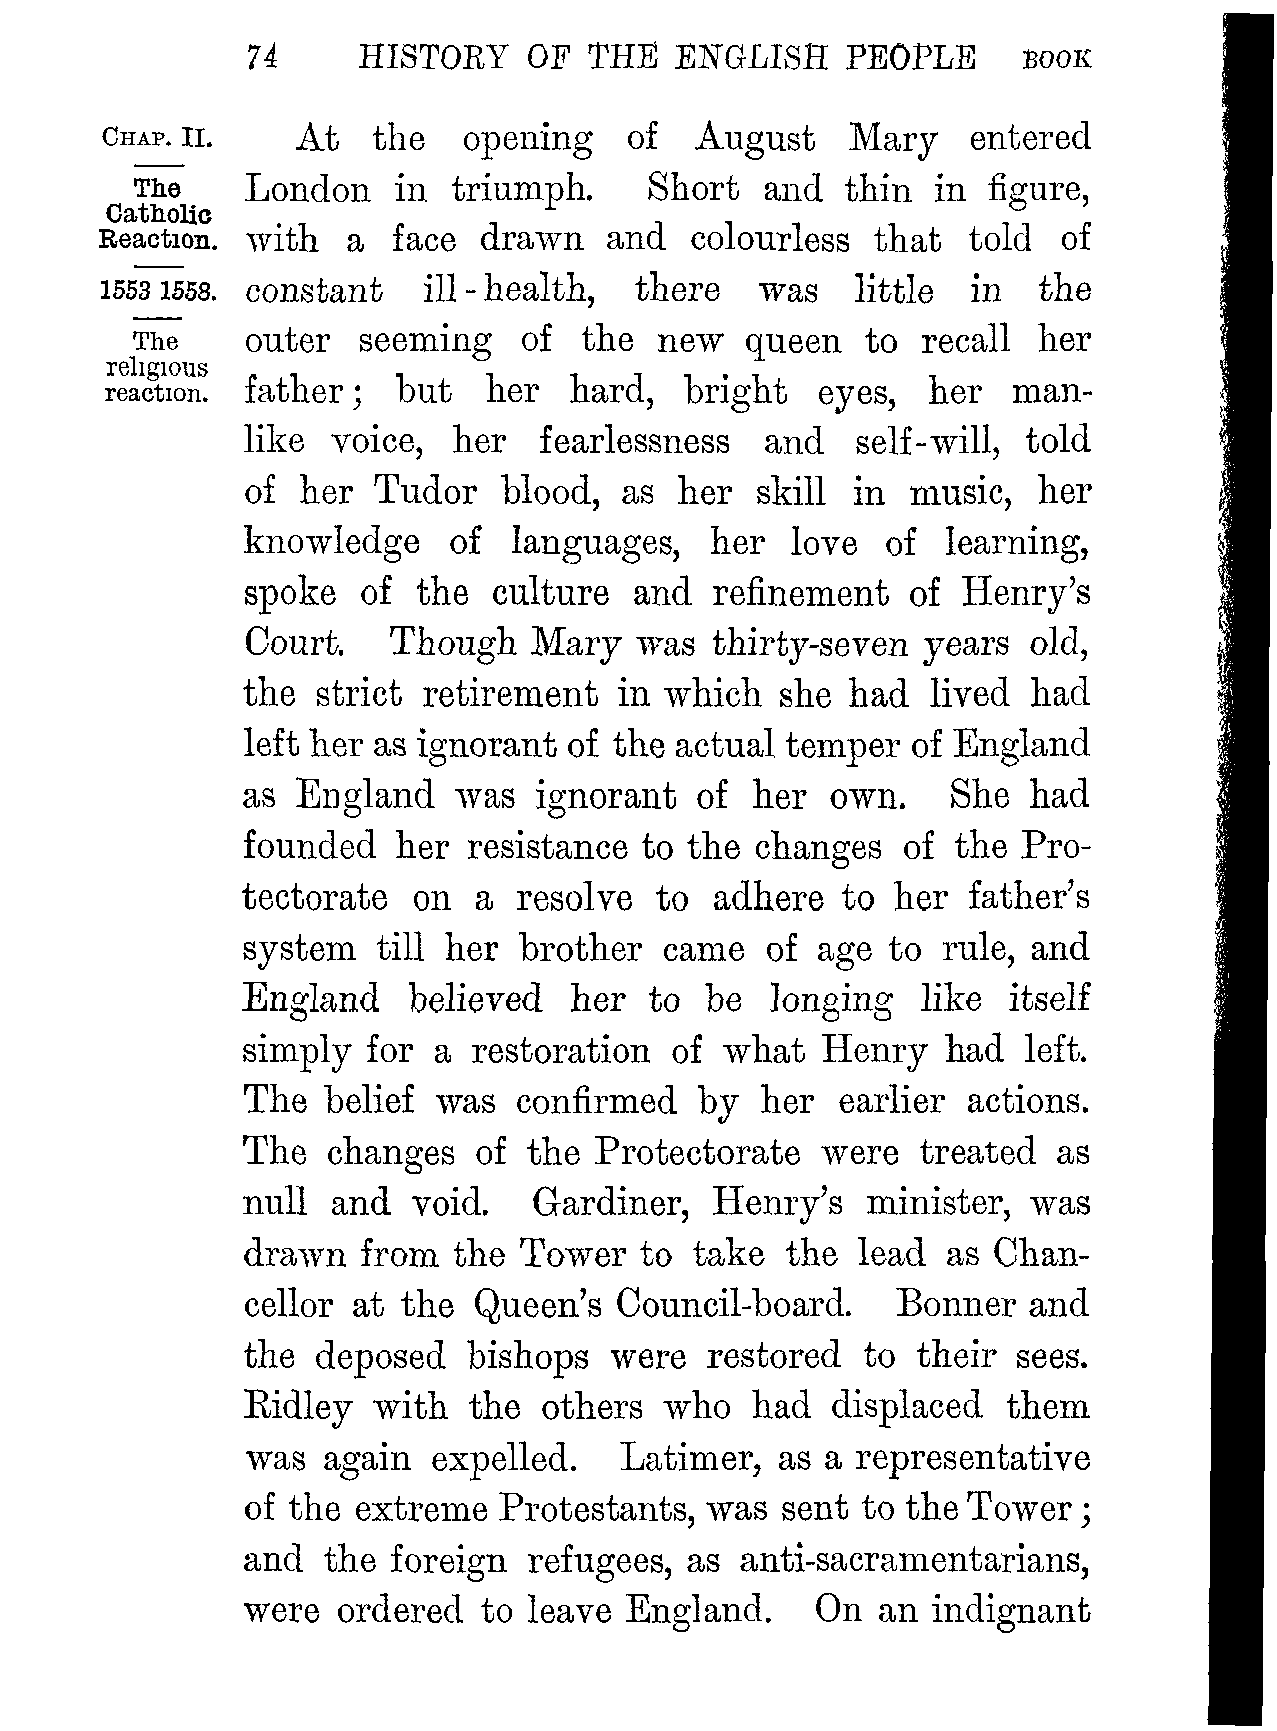 74 HISTORY OF THE ENGLISH PEOPLE BOOK
CHAP. II.
The
Catholic
Reaction.
1553 1558.
The
religious
reaction.
At the opening of August Mary entered
London in triumph. Short and thin in figure,
with a face drawn and colourless that told of
constant ill-health, there was little in the
outer seeming of the new queen to recall her
father; but her hard, bright eyes, her man-
like voice, her fearlessness and self-will, told
of her Tudor blood, as her skill in music, her
knowledge of languages, her love of learning,
spoke of the culture and refinement of Henry's
Court. Though Mary was thirty-seven years old,
the strict retirement in which she had lived had
left her as ignorant of the actual temper of England
as England was ignorant of her own. She had
founded her resistance to the changes of the Pro-
tectorate on a resolve to adhere to her father's
system till her brother came of age to rule, and
England believed her to be longing like itself
simply for a restoration of what Henry had left.
The belief was confirmed by her earlier actions.
The changes of the Protectorate were treated as
null and void. Gardiner, Henry's minister, was
drawn from the Tower to take the lead as Chan-
cellor at the Queen's Council-board. Bonner and
the deposed bishops were restored to their sees.
Ridley with the others who had displaced them
was again expelled. Latimer, as a representative
of the extreme Protestants, was sent to the Tower;
and the foreign refugees, as anti-sacramentarians,
were ordered to leave England. On an indignant